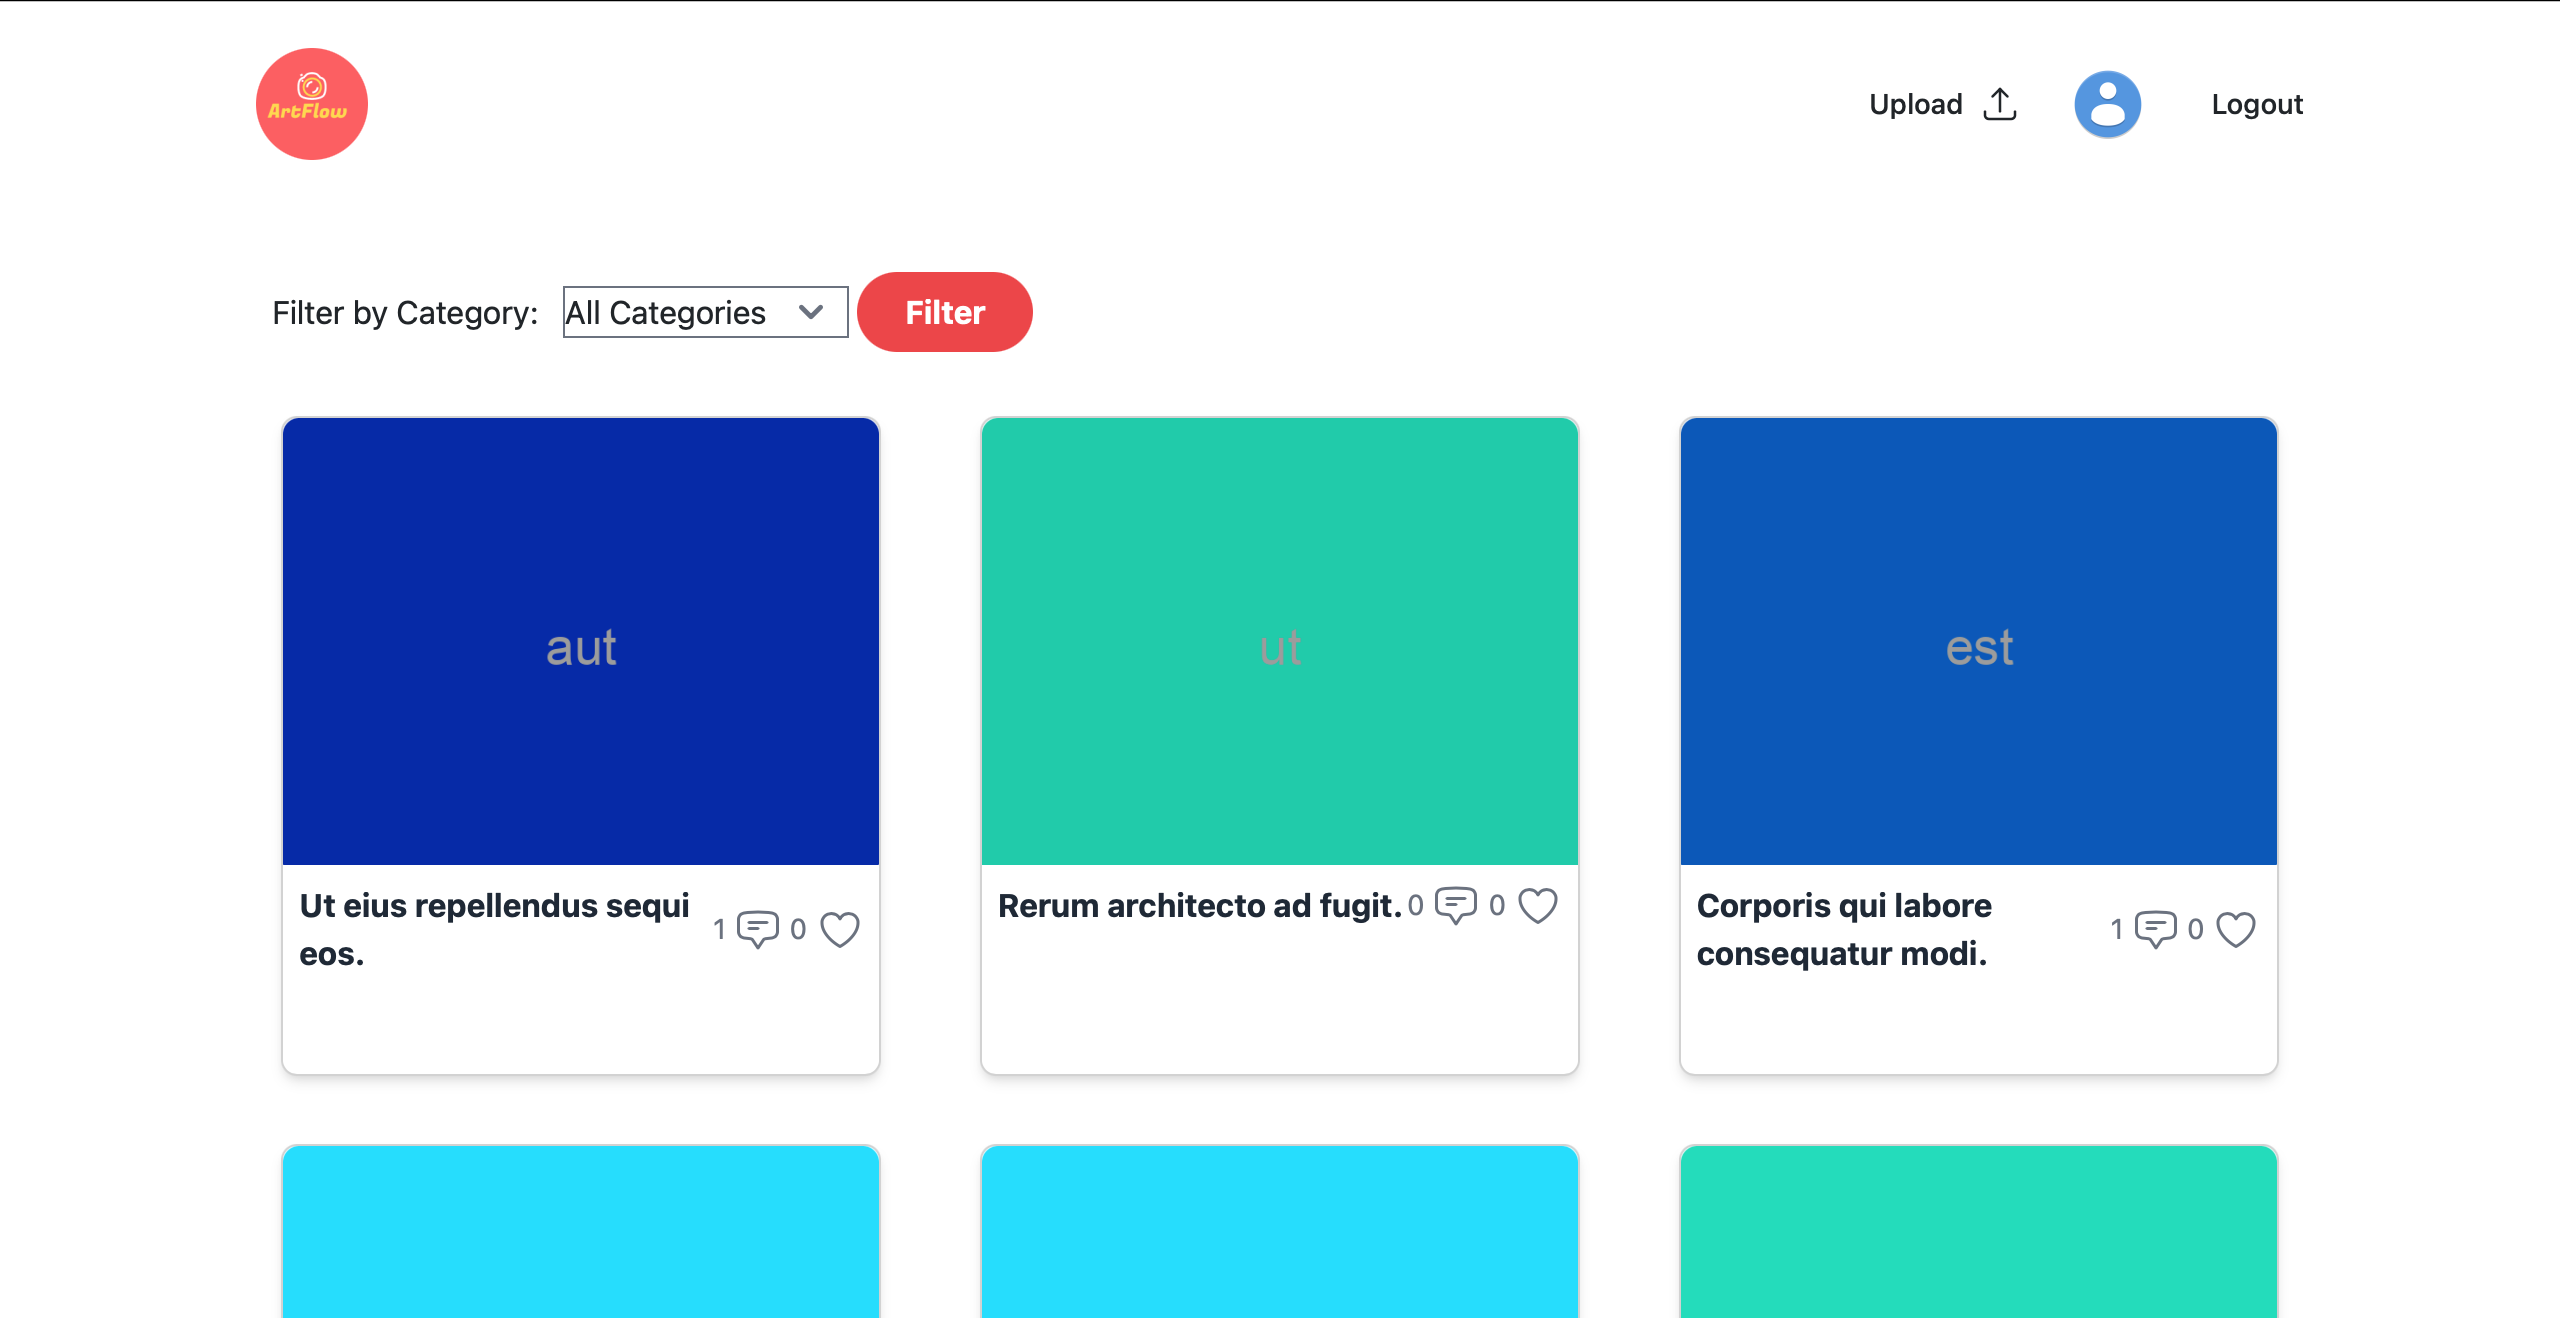 ArtFlow
Upload
Logout
Filter by Category:
All Categories
Filter
aut
ut
est
Ut eius repellendus sequi
eos.
1
0
Rerum architecto ad fugit.
0
0
Corporis qui labore
consequatur modi.
1
0